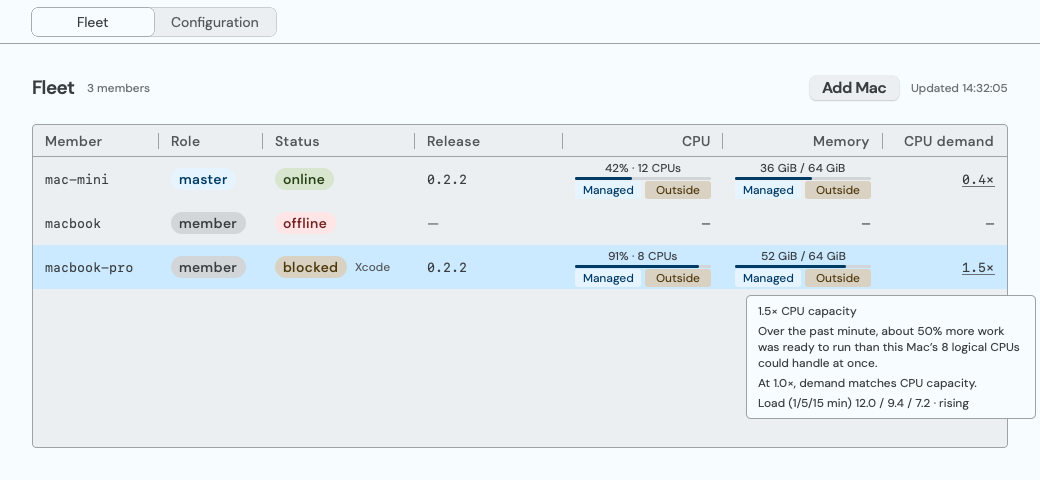 Fleet Configuration
Fleet 3 members Add Mac Updated 14:32:05
Member Role Status Release CPU Memory CPU demand
42% · 12 CPUs 36 GiB / 64 GiB
mac-mini master online 0.2.2 0.4×
Managed Outside Managed Outside
macbook member offline — — — —
91% · 8 CPUs 52 GiB / 64 GiB
macbook-pro member blocked Xcode 0.2.2 1.5×
Managed Outside Managed Outside
1.5× CPU capacity
Over the past minute, about 50% more work
was ready to run than this Mac’s 8 logical CPUs
could handle at once.
At 1.0×, demand matches CPU capacity.
Load (1/5/15 min) 12.0 / 9.4 / 7.2 · rising